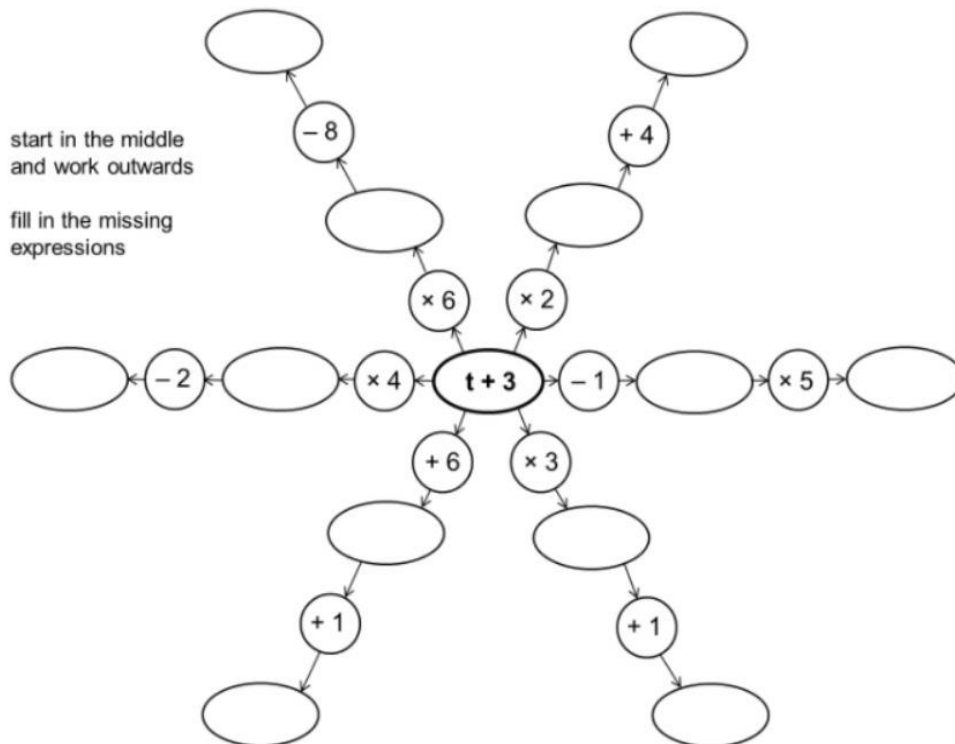 start in the middle
and work outwards
fill in the missing
expressions
– 8
+ 4
× 6
× 2
– 2
× 4
t + 3
– 1
× 5
+ 6
× 3
+ 1
+ 1